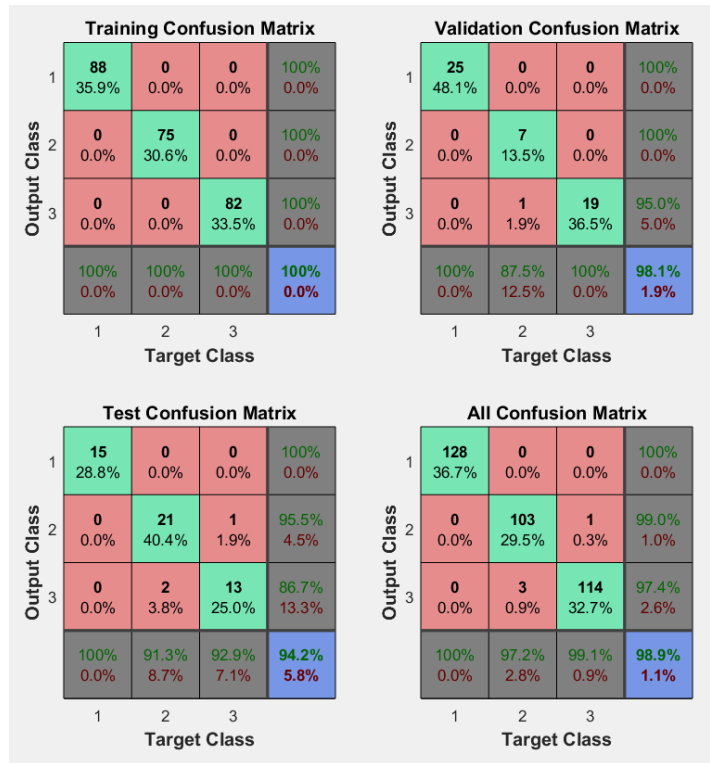 Training Confusion Matrix
88 0 0 100%
35.9% 0.0% 0.0% 0.0%
1
0 75 0 100%
0.0% 30.6% 0.0% 0.0%
2
0 0 82 100%
0.0% 0.0% 33.5% 0.0%
3
100% 100% 100% 100%
0.0% 0.0% 0.0% 0.0%
1 2 3
Output Class
Target Class
Validation Confusion Matrix
25 0 0 100%
48.1% 0.0% 0.0% 0.0%
1
0 7 0 100%
0.0% 13.5% 0.0% 0.0%
2
0 1 19 95.0%
0.0% 1.9% 36.5% 5.0%
3
100% 87.5% 100% 98.1%
0.0% 12.5% 0.0% 1.9%
1 2 3
Output Class
Target Class
Test Confusion Matrix
15 0 0 100%
28.8% 0.0% 0.0% 0.0%
1
0 21 1 95.5%
0.0% 40.4% 1.9% 4.5%
2
0 2 13 86.7%
0.0% 3.8% 25.0% 13.3%
3
100% 91.3% 92.9% 94.2%
0.0% 8.7% 7.1% 5.8%
1 2 3
Output Class
Target Class
All Confusion Matrix
128 0 0 100%
36.7% 0.0% 0.0% 0.0%
1
0 103 1 99.0%
0.0% 29.5% 0.3% 1.0%
2
0 3 114 97.4%
0.0% 0.9% 32.7% 2.6%
3
100% 97.2% 99.1% 98.9%
0.0% 2.8% 0.9% 1.1%
1 2 3
Output Class
Target Class